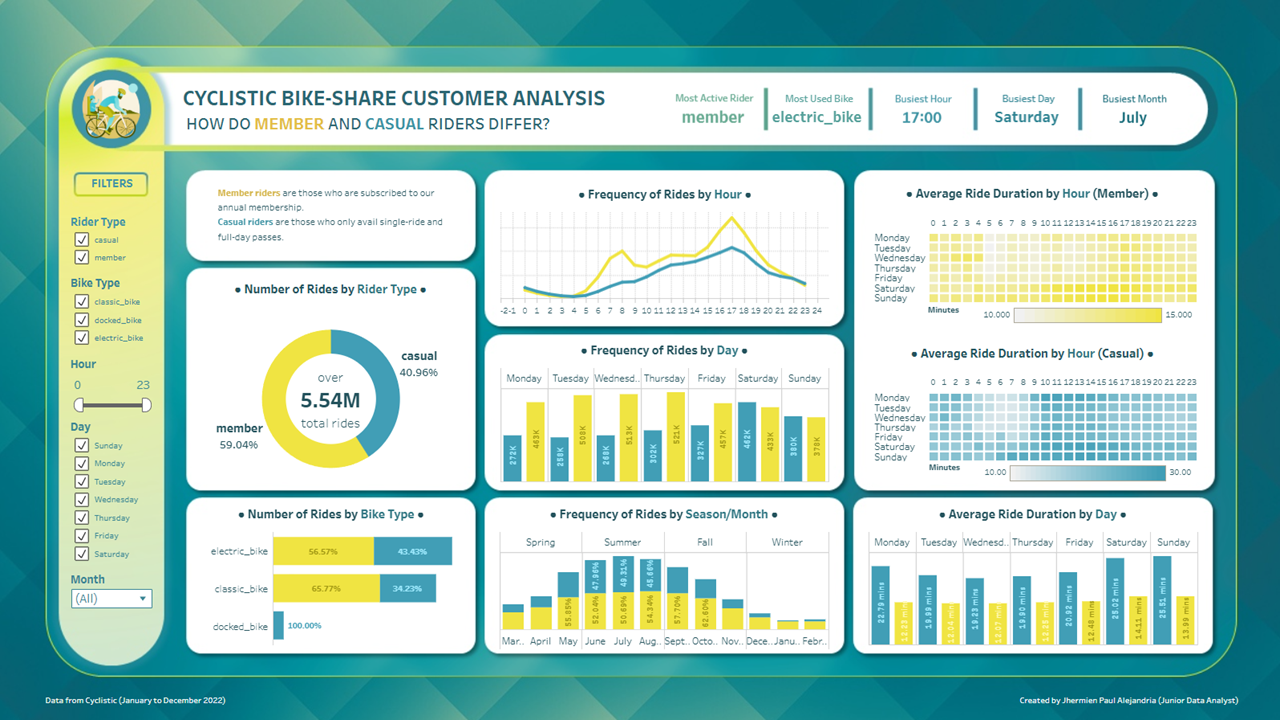 CYCLISTIC BIKE-SHARE CUSTOMER ANALYSIS
HOW DO MEMBER AND CASUAL RIDERS DIFFER?
Most Active Rider
member
Most Used Bike
electric_bike
Busiest Hour
17:00
Busiest Day
Saturday
Busiest Month
July
FILTERS
Rider Type
casual
member
Bike Type
classic_bike
docked_bike
electric_bike
Hour
0 23
Day
Sunday
Monday
Tuesday
Wednesday
Thursday
Friday
Saturday
Month
(All)
Member riders are those who are subscribed to our
annual membership.
Casual riders are those who only avail single-ride and
full-day passes.
• Number of Rides by Rider Type •
casual
40.96%
over
5.54M
total rides
member
59.04%
• Number of Rides by Bike Type •
electric_bike 56.57% 43.43%
classic_bike 65.77% 34.23%
docked_bike 100.00%
• Frequency of Rides by Hour •
-2 -1 0 1 2 3 4 5 6 7 8 9 10 11 12 13 14 15 16 17 18 19 20 21 22 23 24
• Frequency of Rides by Day •
Monday Tuesday Wednesd.. Thursday Friday Saturday Sunday
272K 463K 258K 508K 268K 513K 302K 521K 327K 457K 462K 433K 380K 378K
• Frequency of Rides by Season/Month •
Spring Summer Fall Winter
47.96% 49.31% 45.66%
55.85% 52.04% 50.69% 54.34% 57.70% 62.60%
Mar.. April May June July Aug.. Sept.. Octo.. Nov.. Dece.. Janu.. Febr..
• Average Ride Duration by Hour (Member) •
0 1 2 3 4 5 6 7 8 9 10 11 12 13 14 15 16 17 18 19 20 21 22 23
Monday
Tuesday
Wednesday
Thursday
Friday
Saturday
Sunday
Minutes
10.000 15.000
• Average Ride Duration by Hour (Casual) •
0 1 2 3 4 5 6 7 8 9 10 11 12 13 14 15 16 17 18 19 20 21 22 23
Monday
Tuesday
Wednesday
Thursday
Friday
Saturday
Sunday
Minutes
10.00 30.00
• Average Ride Duration by Day •
Monday Tuesday Wednesd.. Thursday Friday Saturday Sunday
22.79 mins 19.99 mins 19.23 mins 19.90 mins 20.92 mins 12.48 mins 25.02 mins 14.11 mins 25.51 mins 13.99 mins
Data from Cyclistic (January to December 2022)
Created by Jhermien Paul Alejandria (Junior Data Analyst)